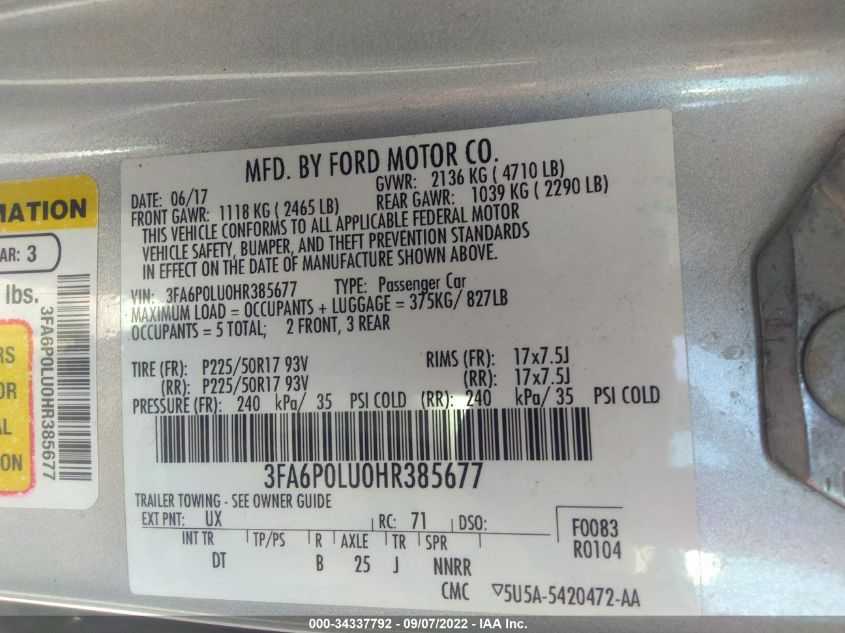 MFD. BY FORD MOTOR CO.
DATE: 06/17 GVWR: 2136 KG ( 4710 LB)
FRONT GAWR: 1118 KG ( 2465 LB) REAR GAWR: 1039 KG ( 2290 LB)
THIS VEHICLE CONFORMS TO ALL APPLICABLE FEDERAL MOTOR
VEHICLE SAFETY, BUMPER, AND THEFT PREVENTION STANDARDS
IN EFFECT ON THE DATE OF MANUFACTURE SHOWN ABOVE.
VIN: 3FA6P0LU0HR385677 TYPE: Passenger Car
MAXIMUM LOAD = OCCUPANTS + LUGGAGE = 375KG/ 827LB
OCCUPANTS = 5 TOTAL; 2 FRONT, 3 REAR
TIRE (FR): P225/50R17 93V RIMS (FR): 17x7.5J
(RR): P225/50R17 93V (RR): 17x7.5J
PRESSURE (FR): 240 kPa/ 35 PSI COLD (RR): 240 kPa/ 35 PSI COLD
3FA6P0LU0HR385677
TRAILER TOWING - SEE OWNER GUIDE
EXT PNT: UX RC: 71 DSO:
F0083
R0104
INT TR TP/PS R AXLE TR SPR
DT B 25 J NNRR
CMC ▽5U5A-5420472-AA
MATION
AR: 3
lbs.
RS
OR
AL
ON
3FA6P0LU0HR385677
000-34337792 - 09/07/2022 - IAA Inc.